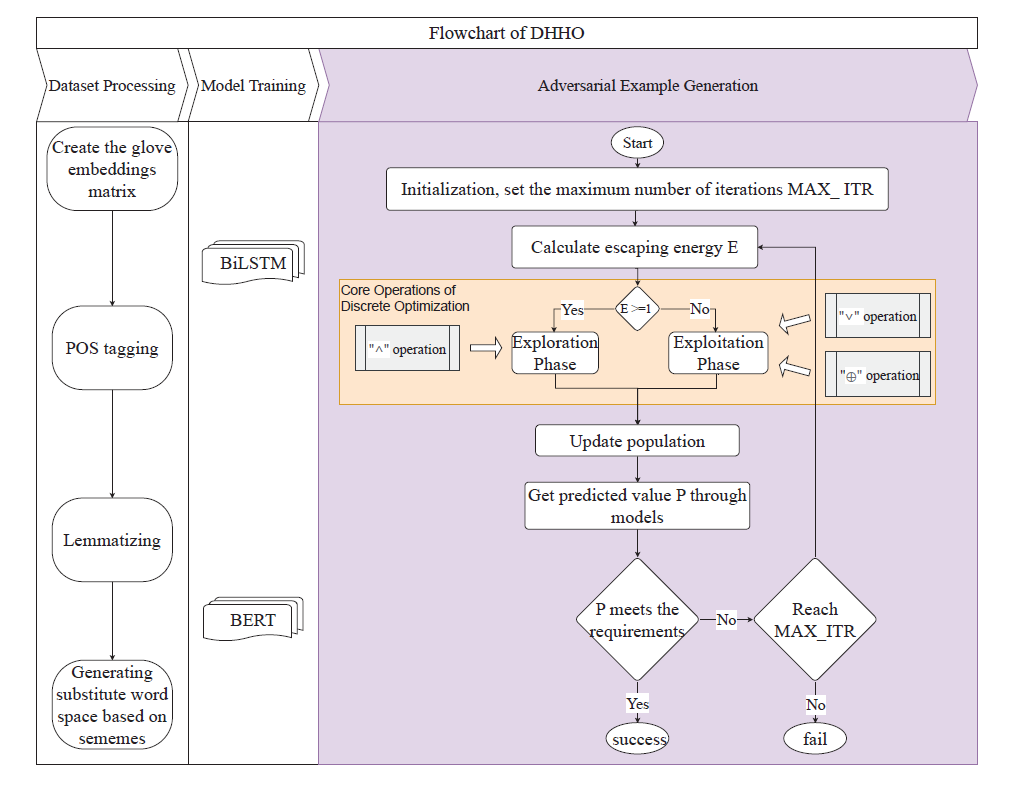 Flowchart of DHHO
Dataset Processing
Model Training
Adversarial Example Generation
Create the glove
embeddings
matrix
POS tagging
Lemmatizing
Generating
substitute word
space based on
sememes
BiLSTM
BERT
Start
Initialization, set the maximum number of iterations MAX_ ITR
Calculate escaping energy E
Core Operations of
Discrete Optimization
E >=1
Yes
No
"∧" operation
Exploration
Phase
Exploitation
Phase
"∨" operation
"⊕" operation
Update population
Get predicted value P through
models
P meets the
requirements
No
Reach
MAX_ITR
Yes
No
success
fail